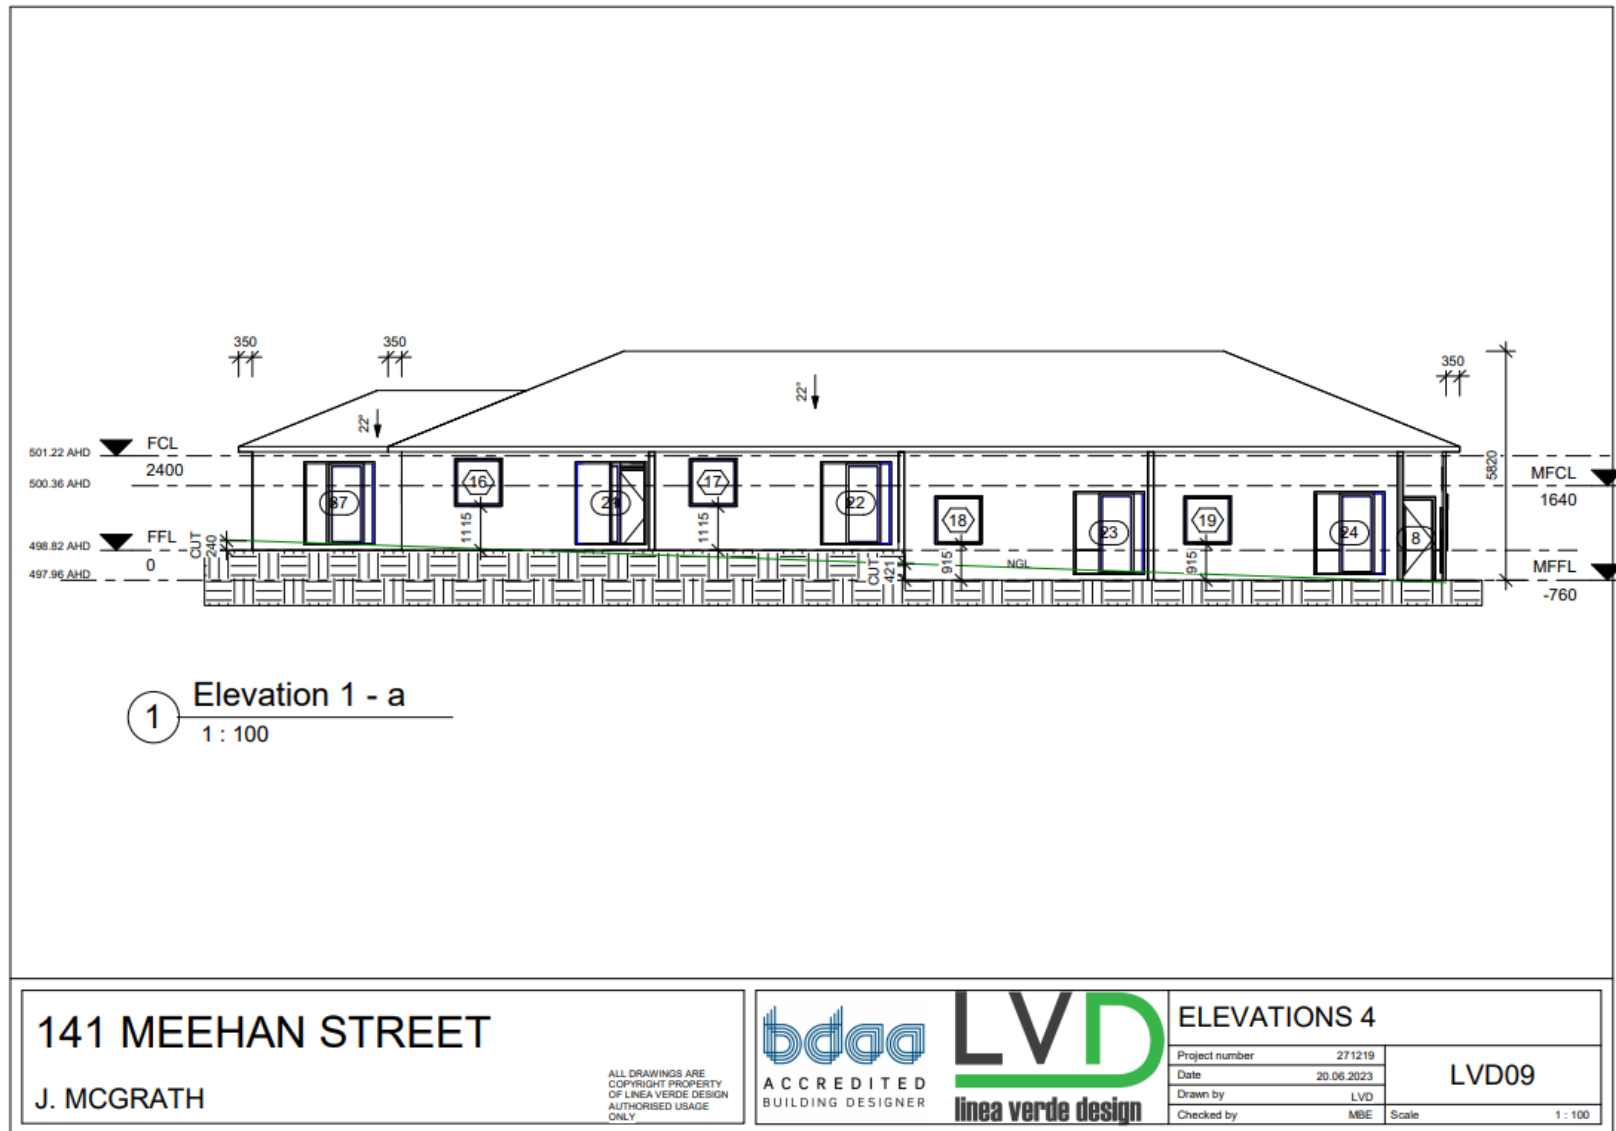 350
350
350
22°
22°
5820
501.22 AHD
FCL
2400
500.36 AHD
MFCL
1640
498.82 AHD
FFL
0
497.96 AHD
MFFL
-760
CUT
240
37
16
1115
21
17
1115
22
CUT
421
18
915
NGL
23
19
915
24
8
1
Elevation 1 - a
1 : 100
141 MEEHAN STREET
J. MCGRATH
ALL DRAWINGS ARE
COPYRIGHT PROPERTY
OF LINEA VERDE DESIGN
AUTHORISED USAGE
ONLY
bdaa
ACCREDITED
BUILDING DESIGNER
LVD
linea verde design
ELEVATIONS 4
Project number 271219
Date 20.06.2023
Drawn by LVD
Checked by MBE
LVD09
Scale 1 : 100